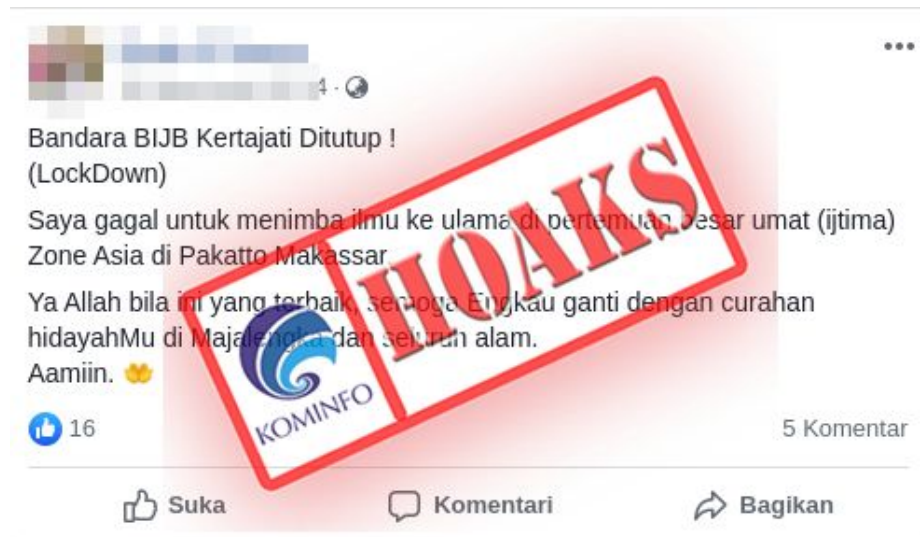 4 ·
Bandara BIJB Kertajati Ditutup !
(LockDown)
Saya gagal untuk menimba ilmu ke ulama di pertemuan besar umat (ijtima)
Zone Asia di Pakatto Makassar
Ya Allah bila ini yang terbaik, semoga Engkau ganti dengan curahan
hidayahMu di Majalengka dan seluruh alam.
Aamiin.
HOAKS
KOMINFO
16
5 Komentar
Suka
Komentari
Bagikan